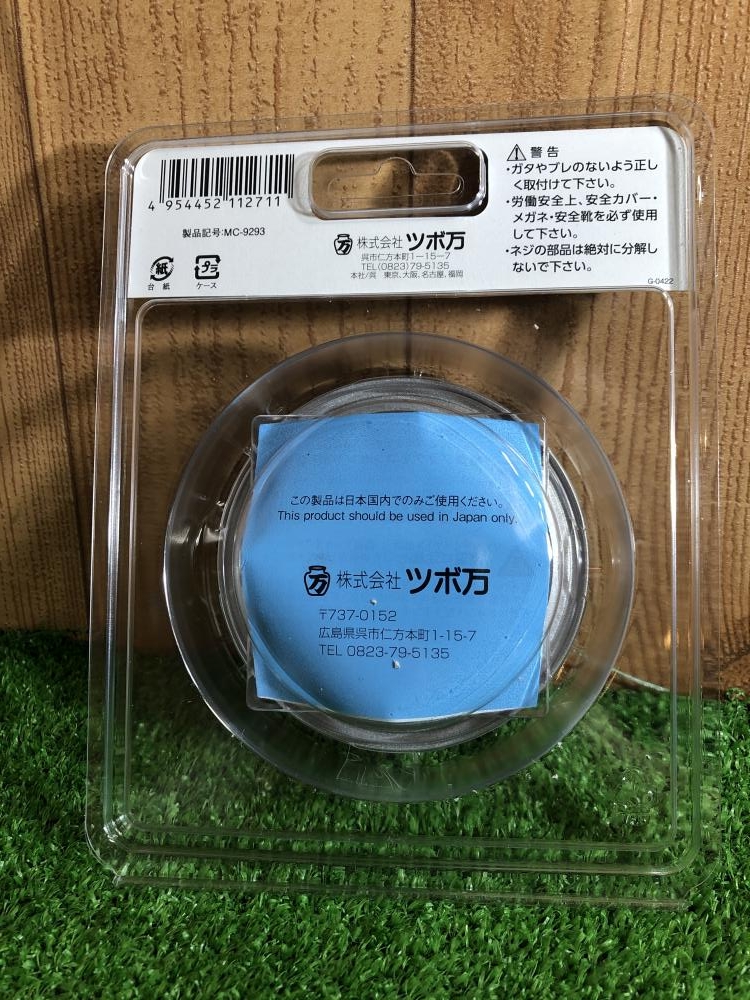 4 954452 112711
製品記号:MC-9293
紙
台紙
プラ
ケース
万 株式会社 ツボ万
呉市仁方本町1-15-7
TEL(0823)79-5135
本社/呉 東京、大阪、名古屋、福岡
警告
・ガタやブレのないよう正し
く取付けて下さい。
・労働安全上、安全カバー・
メガネ・安全靴を必ず使用
して下さい。
・ネジの部品は絶対に分解し
ないで下さい。
G-0422
この製品は日本国内でのみご使用ください。
This product should be used in Japan only.
万 株式会社 ツボ万
〒737-0152
広島県呉市仁方本町1-15-7
TEL 0823-79-5135